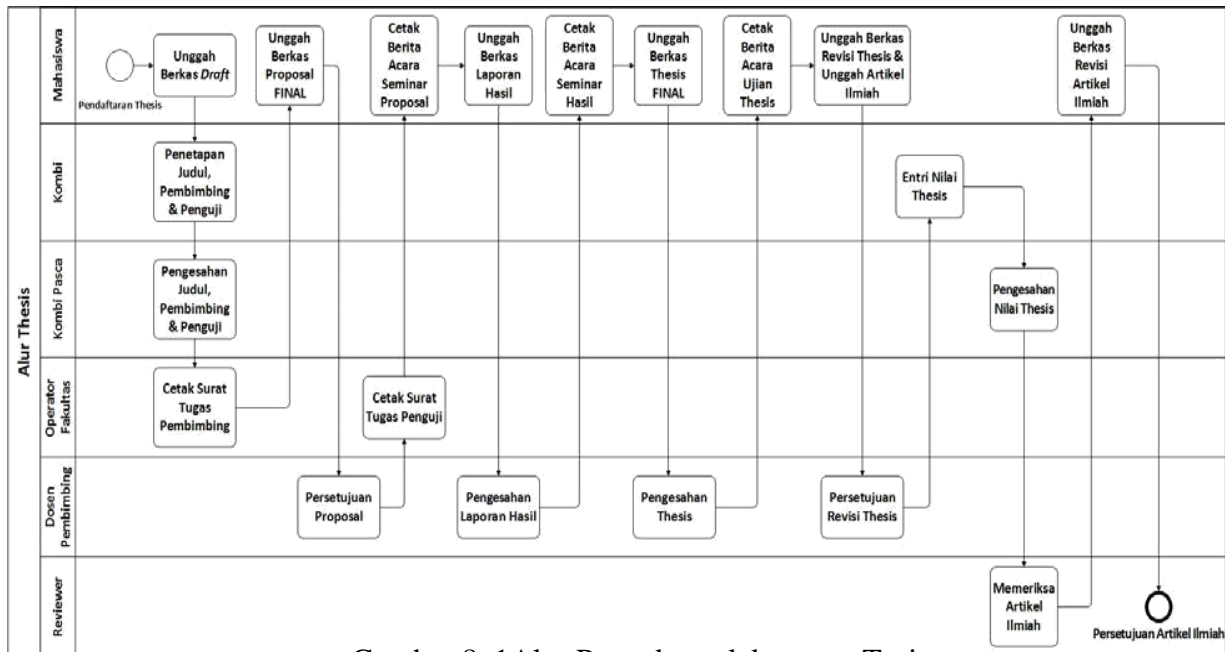 Alur Thesis
Mahasiswa
Pendaftaran Thesis
Unggah
Berkas Draft
Unggah
Berkas
Proposal
FINAL
Cetak
Berita
Acara
Seminar
Proposal
Unggah
Berkas
Laporan
Hasil
Cetak
Berita
Acara
Seminar
Hasil
Unggah
Berkas
Thesis
FINAL
Cetak
Berita
Acara
Ujian
Thesis
Unggah Berkas
Revisi Thesis &
Unggah Artikel
Ilmiah
Unggah
Berkas
Revisi
Artikel
Ilmiah
Kombi
Penetapan
Judul,
Pembimbing
& Penguji
Entri Nilai
Thesis
Kombi Pasca
Pengesahan
Judul,
Pembimbing
& Penguji
Pengesahan
Nilai Thesis
Operator
Fakultas
Cetak Surat
Tugas
Pembimbing
Cetak Surat
Tugas Penguji
Dosen
Pembimbing
Persetujuan
Proposal
Pengesahan
Laporan Hasil
Pengesahan
Thesis
Persetujuan
Revisi Thesis
Reviewer
Memeriksa
Artikel
Ilmiah
Persetujuan Artikel Ilmiah